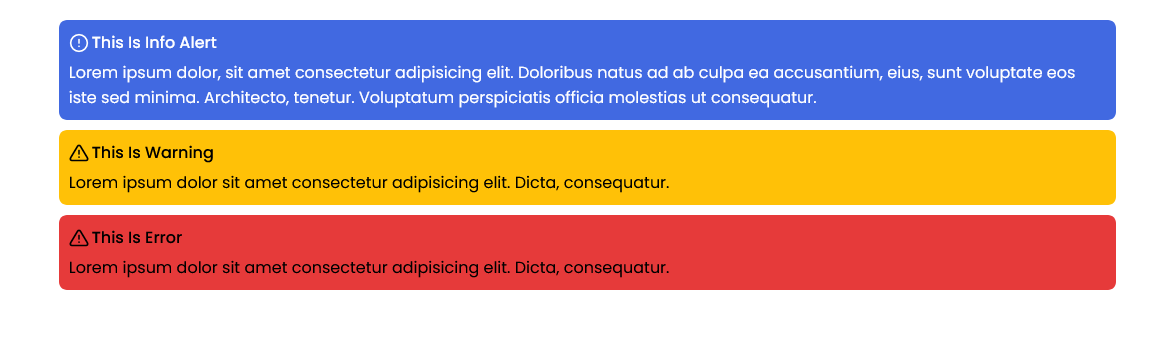 This Is Info Alert
Lorem ipsum dolor, sit amet consectetur adipisicing elit. Doloribus natus ad ab culpa ea accusantium, eius, sunt voluptate eos
iste sed minima. Architecto, tenetur. Voluptatum perspiciatis officia molestias ut consequatur.
This Is Warning
Lorem ipsum dolor sit amet consectetur adipisicing elit. Dicta, consequatur.
This Is Error
Lorem ipsum dolor sit amet consectetur adipisicing elit. Dicta, consequatur.